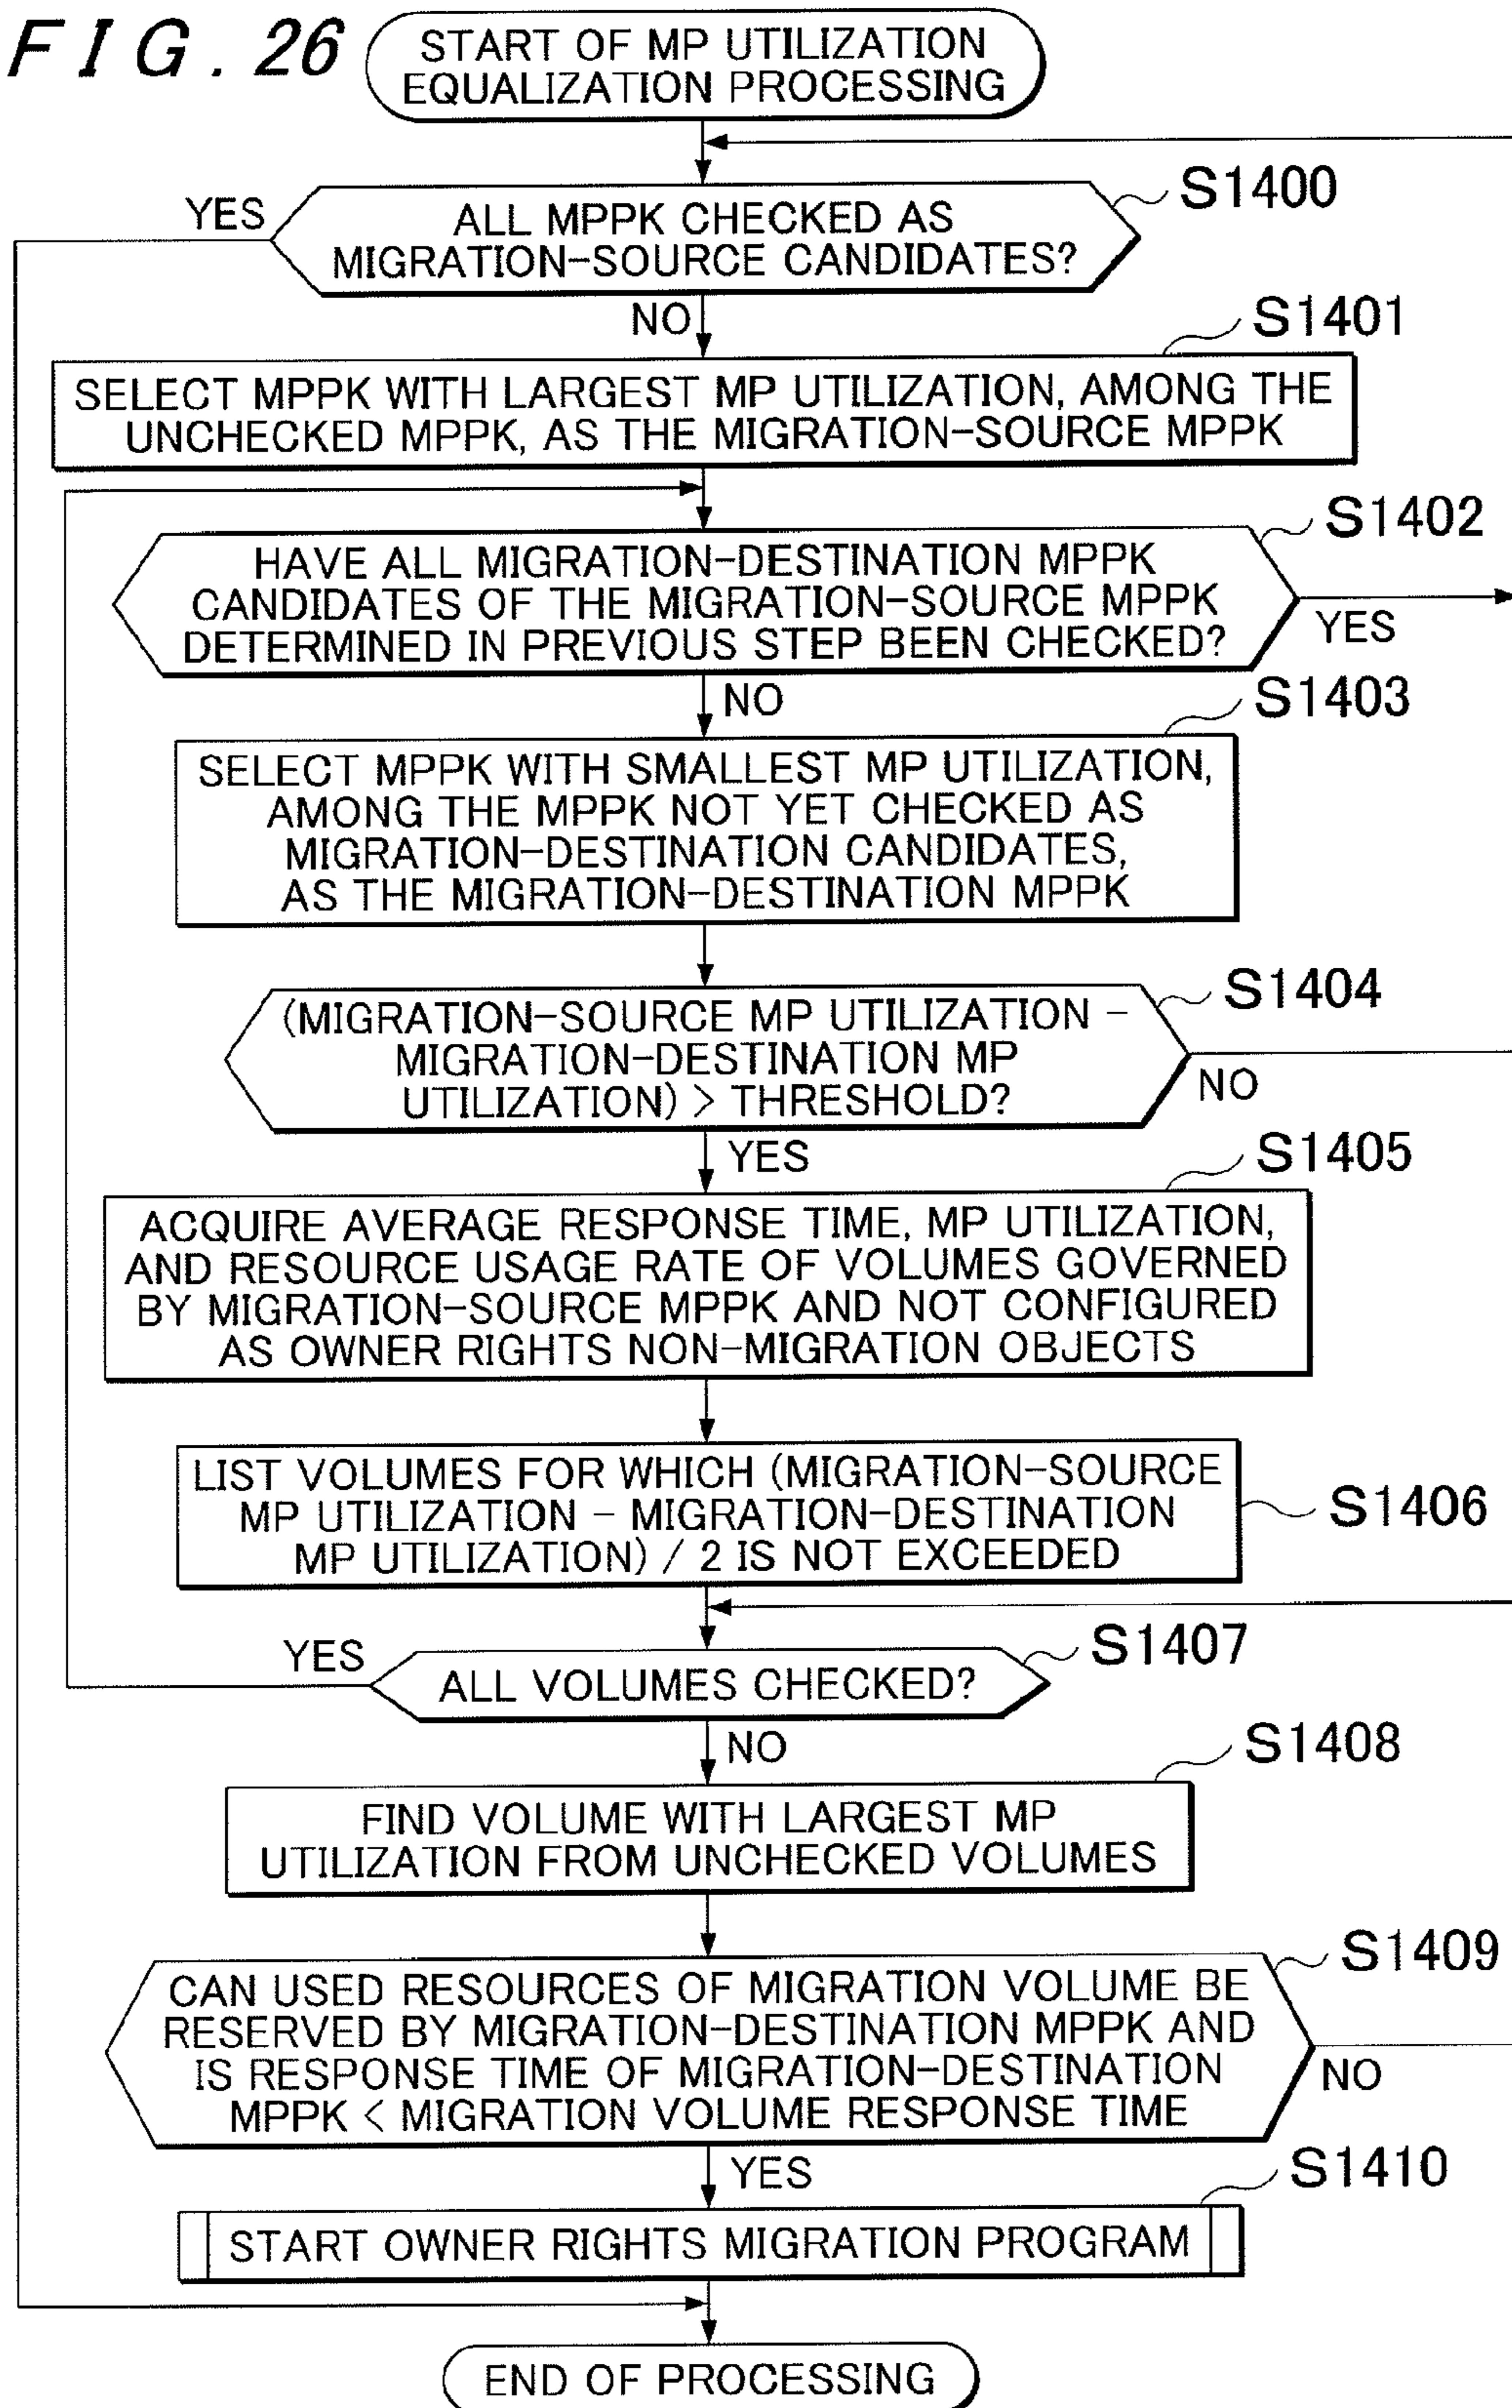 FIG. 26
START OF MP UTILIZATION
EQUALIZATION PROCESSING
S1400
YES
ALL MPPK CHECKED AS
MIGRATION-SOURCE CANDIDATES?
NO
S1401
SELECT MPPK WITH LARGEST MP UTILIZATION, AMONG THE
UNCHECKED MPPK, AS THE MIGRATION-SOURCE MPPK
S1402
HAVE ALL MIGRATION-DESTINATION MPPK
CANDIDATES OF THE MIGRATION-SOURCE MPPK
DETERMINED IN PREVIOUS STEP BEEN CHECKED?
YES
NO
S1403
SELECT MPPK WITH SMALLEST MP UTILIZATION,
AMONG THE MPPK NOT YET CHECKED AS
MIGRATION-DESTINATION CANDIDATES,
AS THE MIGRATION-DESTINATION MPPK
S1404
(MIGRATION-SOURCE MP UTILIZATION -
MIGRATION-DESTINATION MP
UTILIZATION) > THRESHOLD?
NO
YES
S1405
ACQUIRE AVERAGE RESPONSE TIME, MP UTILIZATION,
AND RESOURCE USAGE RATE OF VOLUMES GOVERNED
BY MIGRATION-SOURCE MPPK AND NOT CONFIGURED
AS OWNER RIGHTS NON-MIGRATION OBJECTS
LIST VOLUMES FOR WHICH (MIGRATION-SOURCE
MP UTILIZATION - MIGRATION-DESTINATION
MP UTILIZATION) / 2 IS NOT EXCEEDED
S1406
YES
S1407
ALL VOLUMES CHECKED?
NO
S1408
FIND VOLUME WITH LARGEST MP
UTILIZATION FROM UNCHECKED VOLUMES
S1409
CAN USED RESOURCES OF MIGRATION VOLUME BE
RESERVED BY MIGRATION-DESTINATION MPPK AND
IS RESPONSE TIME OF MIGRATION-DESTINATION
MPPK < MIGRATION VOLUME RESPONSE TIME
NO
YES
S1410
START OWNER RIGHTS MIGRATION PROGRAM
END OF PROCESSING